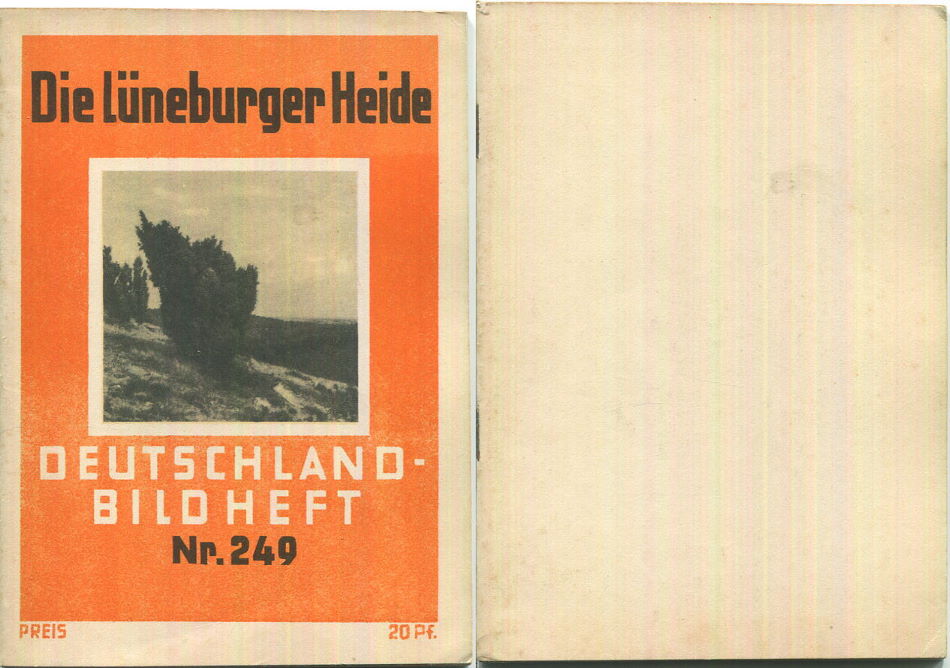 Die Lüneburger Heide
DEUTSCHLAND-
BILDHEFT
Nr. 249
PREIS 20 Pf.